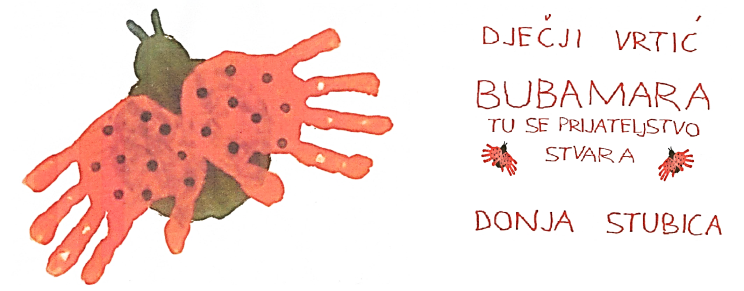 DJEČJI VRTIĆ
BUBAMARA
TU SE PRIJATELJSTVO
STVARA
DONJA STUBICA